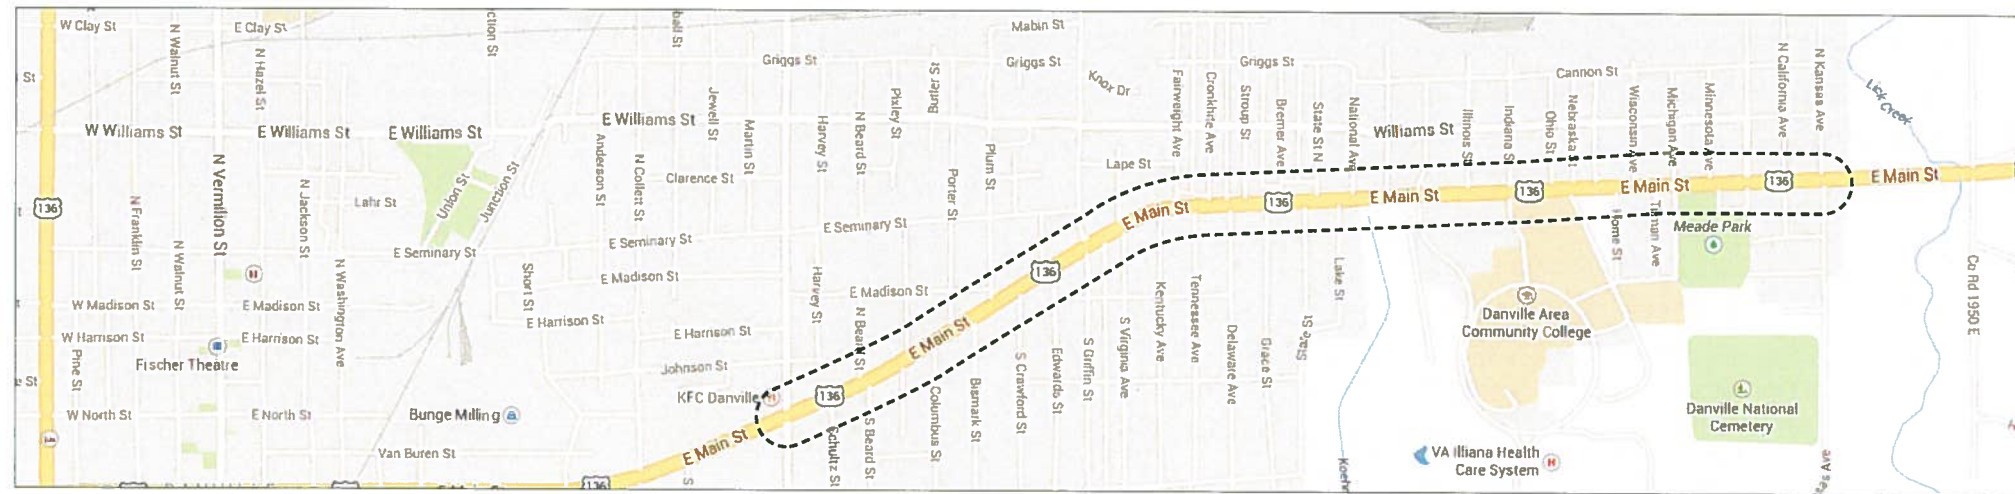 W Clay St
E Clay St
Mabin St
N Walnut St
N Hazel St
Griggs St
Griggs St
Griggs St
Knox Dr
Cannon St
N California Ave
N Kansas Ave
Lick Creek
St
Butler St
Pixley St
Jewell St
Fairweight Ave
Cronkhite Ave
Stroup St
Bremer Ave
State St N
National Ave
Illinois St
Indiana St
Ohio St
Nebraska St
Wisconsin Ave
Michigan Ave
Minnesota Ave
W Williams St
E Williams St
E Williams St
E Williams St
Williams St
Martin St
Harvey St
N Beard St
Anderson St
N Collett St
Clarence St
Plum St
Porter St
Lape St
N Vermilion St
N Franklin St
N Walnut St
N Jackson St
Lahr St
Union St
Junction St
136
E Main St
136
E Main St
136
E Main St
136
E Main St
E Seminary St
E Seminary St
E Seminary St
Home St
Meade Park
N Washington Ave
Short St
E Madison St
Harvey St
136
Lake St
Co Rd 1950 E
W Madison St
E Madison St
E Madison St
Kentucky Ave
Tennessee Ave
Danville Area
Community College
W Harrison St
E Harrison St
E Harrison St
E Harrison St
E Main St
S Virginia Ave
Delaware Ave
Grace St
State St
Fischer Theatre
Pine St
Johnson St
S Crawford St
Edwards St
S Griffin St
KFC Danville
136
Columbus St
Bismark St
W North St
E North St
Bunge Milling
Danville National
Cemetery
E Main St
Schultz St
S Beard St
Van Buren St
VA Illiana Health
Care System
136